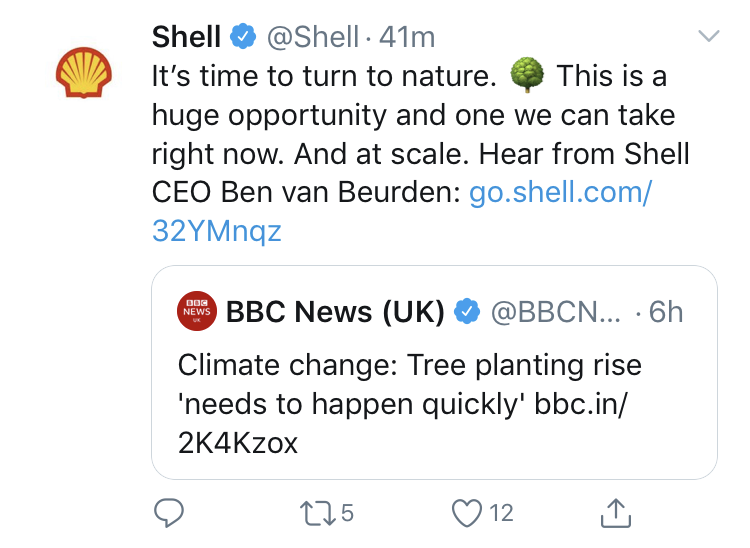 Shell @Shell · 41m
It's time to turn to nature. 🌳 This is a
huge opportunity and one we can take
right now. And at scale. Hear from Shell
CEO Ben van Beurden: go.shell.com/
32YMnqz
BBC
NEWS
UK
BBC News (UK) @BBCN... · 6h
Climate change: Tree planting rise
'needs to happen quickly' bbc.in/
2K4Kzox
5
12